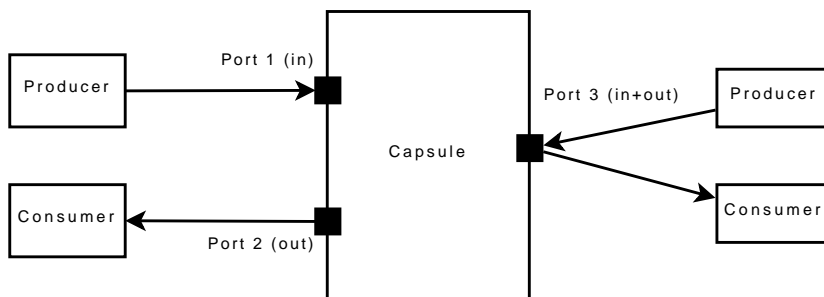 Port 1 (in)
Producer
Port 3 (in+out)
Producer
Capsule
Consumer
Consumer
Port 2 (out)